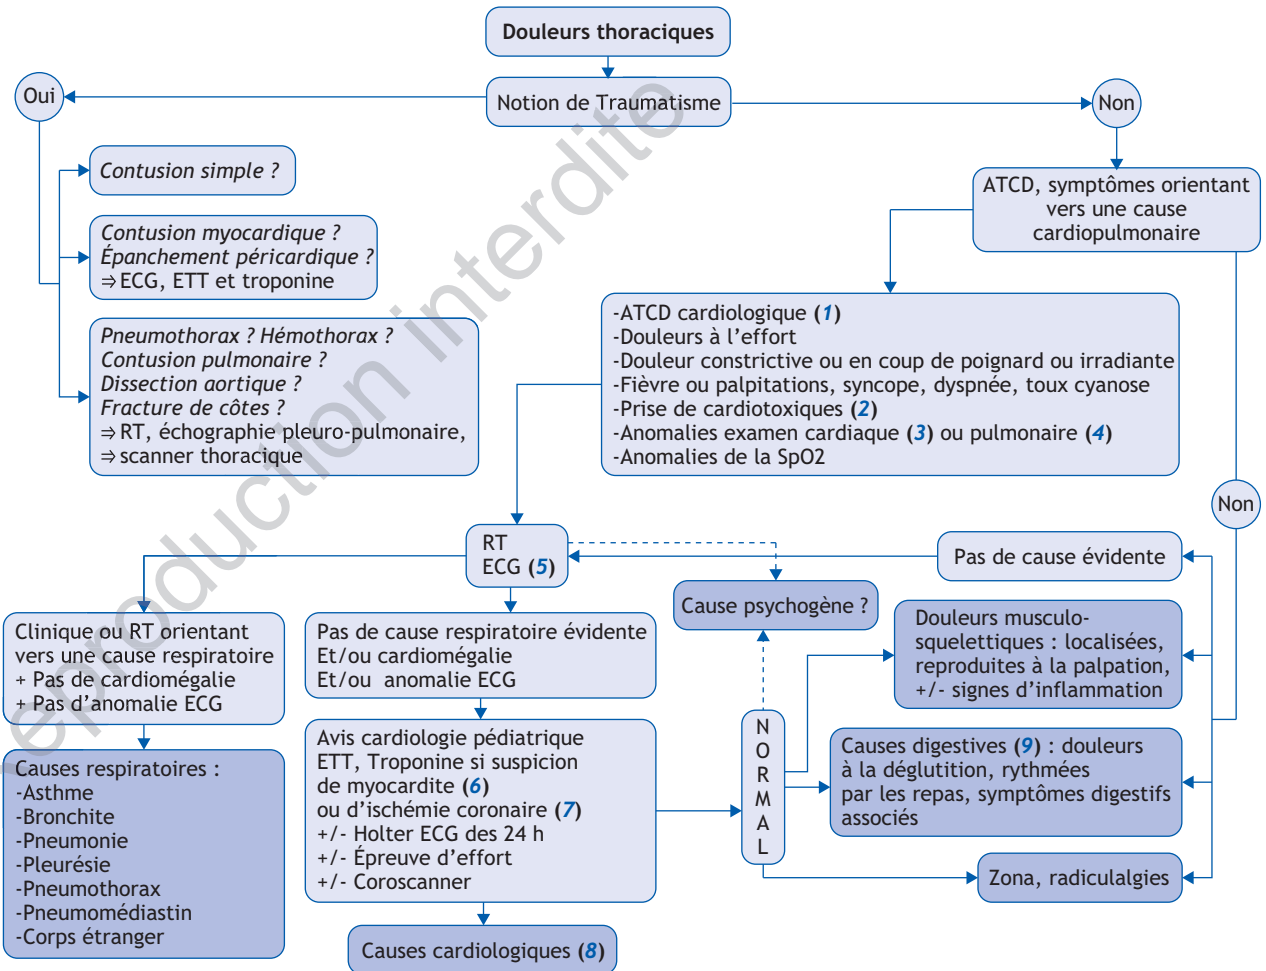 Douleurs thoraciques
Notion de Traumatisme
Oui
Non
Contusion simple ?
Contusion myocardique ?
Épanchement péricardique ?
⇒ ECG, ETT et troponine
Pneumothorax ? Hémothorax ?
Contusion pulmonaire ?
Dissection aortique ?
Fracture de côtes ?
⇒ RT, échographie pleuro-pulmonaire,
⇒ scanner thoracique
ATCD, symptômes orientant
vers une cause
cardiopulmonaire
-ATCD cardiologique (1)
-Douleurs à l'effort
-Douleur constrictive ou en coup de poignard ou irradiante
-Fièvre ou palpitations, syncope, dyspnée, toux cyanose
-Prise de cardiotoxiques (2)
-Anomalies examen cardiaque (3) ou pulmonaire (4)
-Anomalies de la SpO2
Non
RT
ECG (5)
Pas de cause évidente
Cause psychogène ?
Clinique ou RT orientant
vers une cause respiratoire
+ Pas de cardiomégalie
+ Pas d'anomalie ECG
Pas de cause respiratoire évidente
Et/ou cardiomégalie
Et/ou anomalie ECG
Douleurs musculo-
squelettiques : localisées,
reproduites à la palpation,
+/- signes d'inflammation
Causes respiratoires :
-Asthme
-Bronchite
-Pneumonie
-Pleurésie
-Pneumothorax
-Pneumomédiastin
-Corps étranger
Avis cardiologie pédiatrique
ETT, Troponine si suspicion
de myocardite (6)
ou d'ischémie coronaire (7)
+/- Holter ECG des 24 h
+/- Épreuve d'effort
+/- Coroscanner
NORMAL
Causes digestives (9) : douleurs
à la déglutition, rythmées
par les repas, symptômes digestifs
associés
Zona, radiculalgies
Causes cardiologiques (8)
reproduction interdite